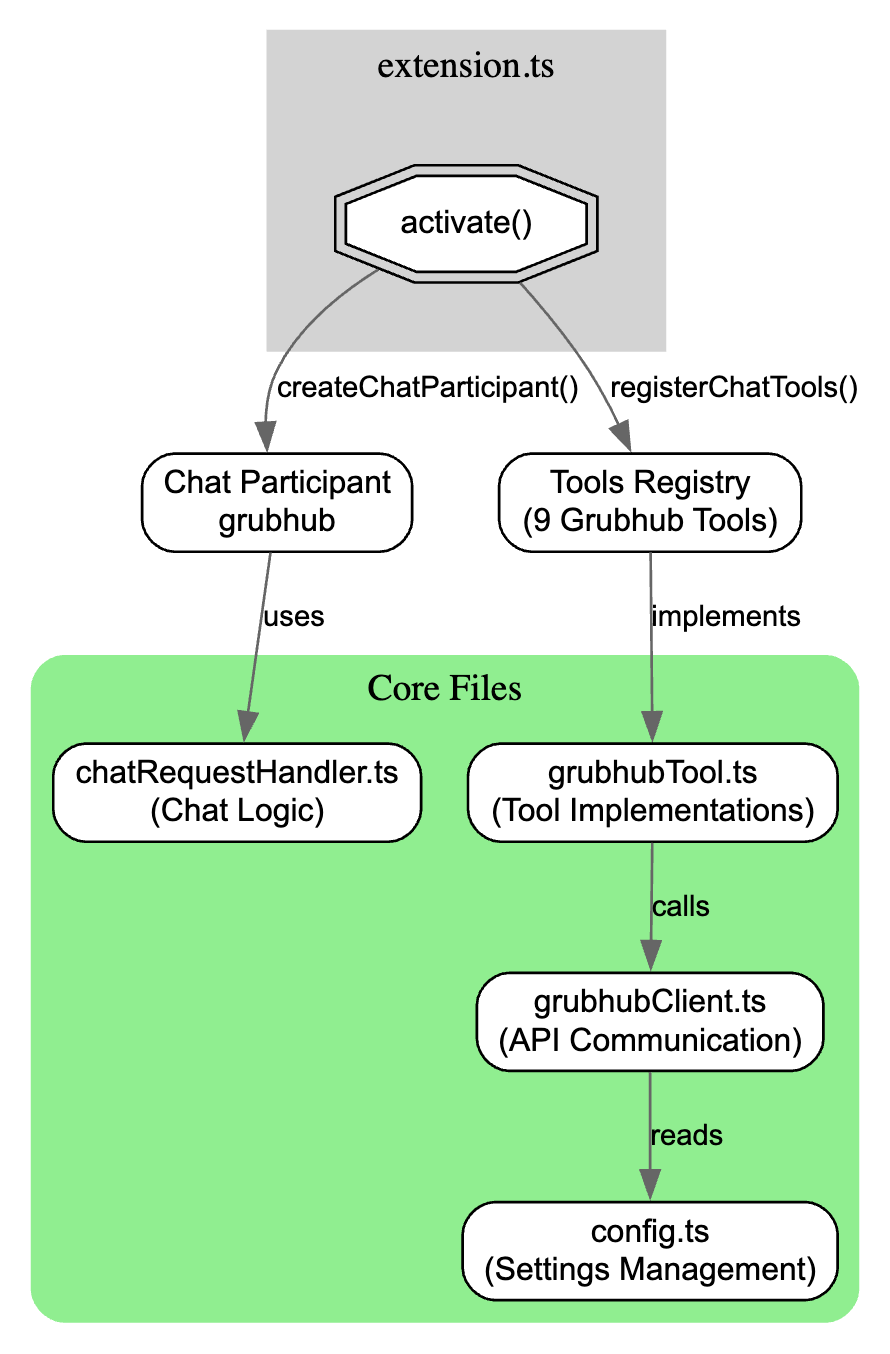 extension.ts
activate()
createChatParticipant()
registerChatTools()
Chat Participant
grubhub
Tools Registry
(9 Grubhub Tools)
uses
implements
Core Files
chatRequestHandler.ts
(Chat Logic)
grubhubTool.ts
(Tool Implementations)
calls
grubhubClient.ts
(API Communication)
reads
config.ts
(Settings Management)